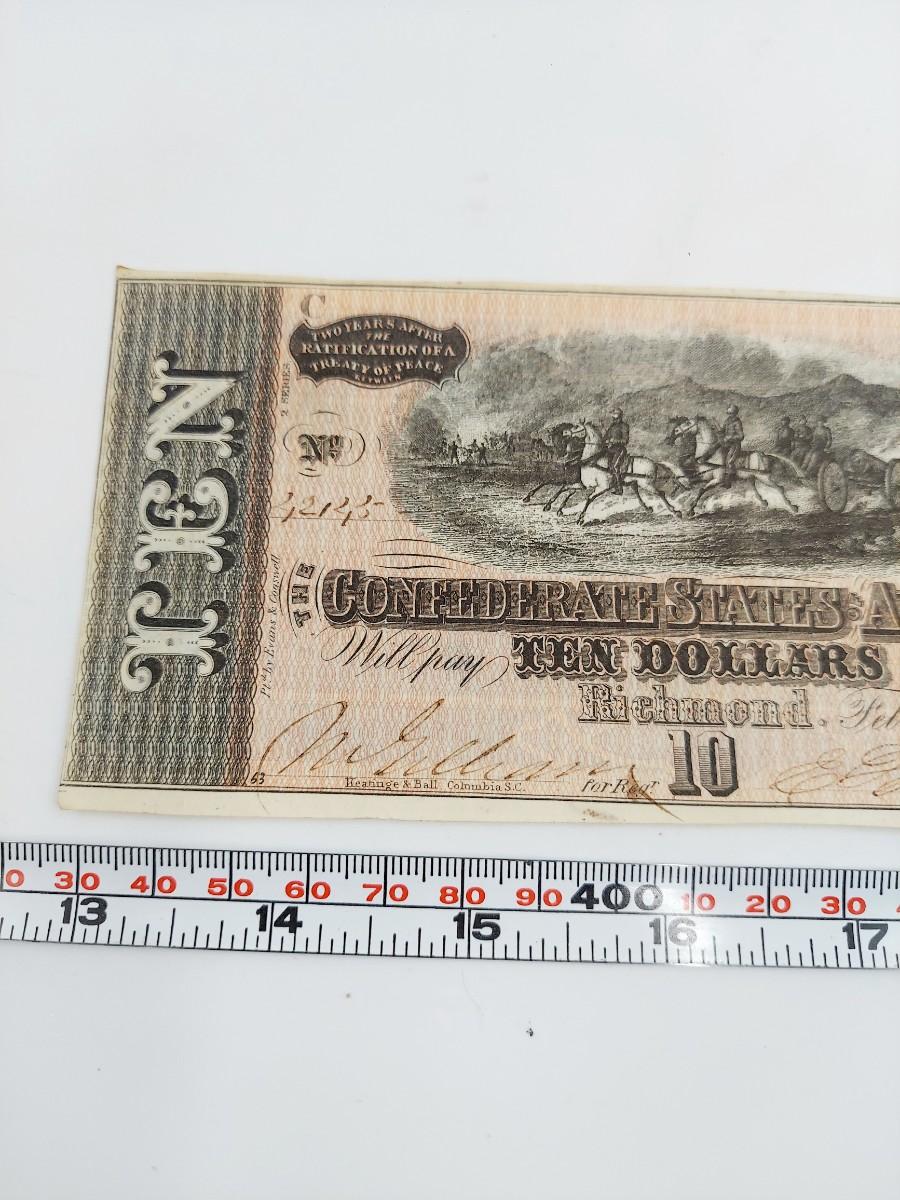 C
TWO YEARS AFTER
THE
RATIFICATION OF A
TREATY OF PEACE
BETWEEN
2 SERIES
TEN
No.
42145
THE
CONFEDERATE STATES A
Will pay TEN DOLLARS
Richmond, Feb
Ptd by Evans & Cogswell
10
63
Keatinge & Ball Columbia S.C.
for Regr
0 30 40 50 60 70 80 90 400 10 20 30
13 14 15 16 17